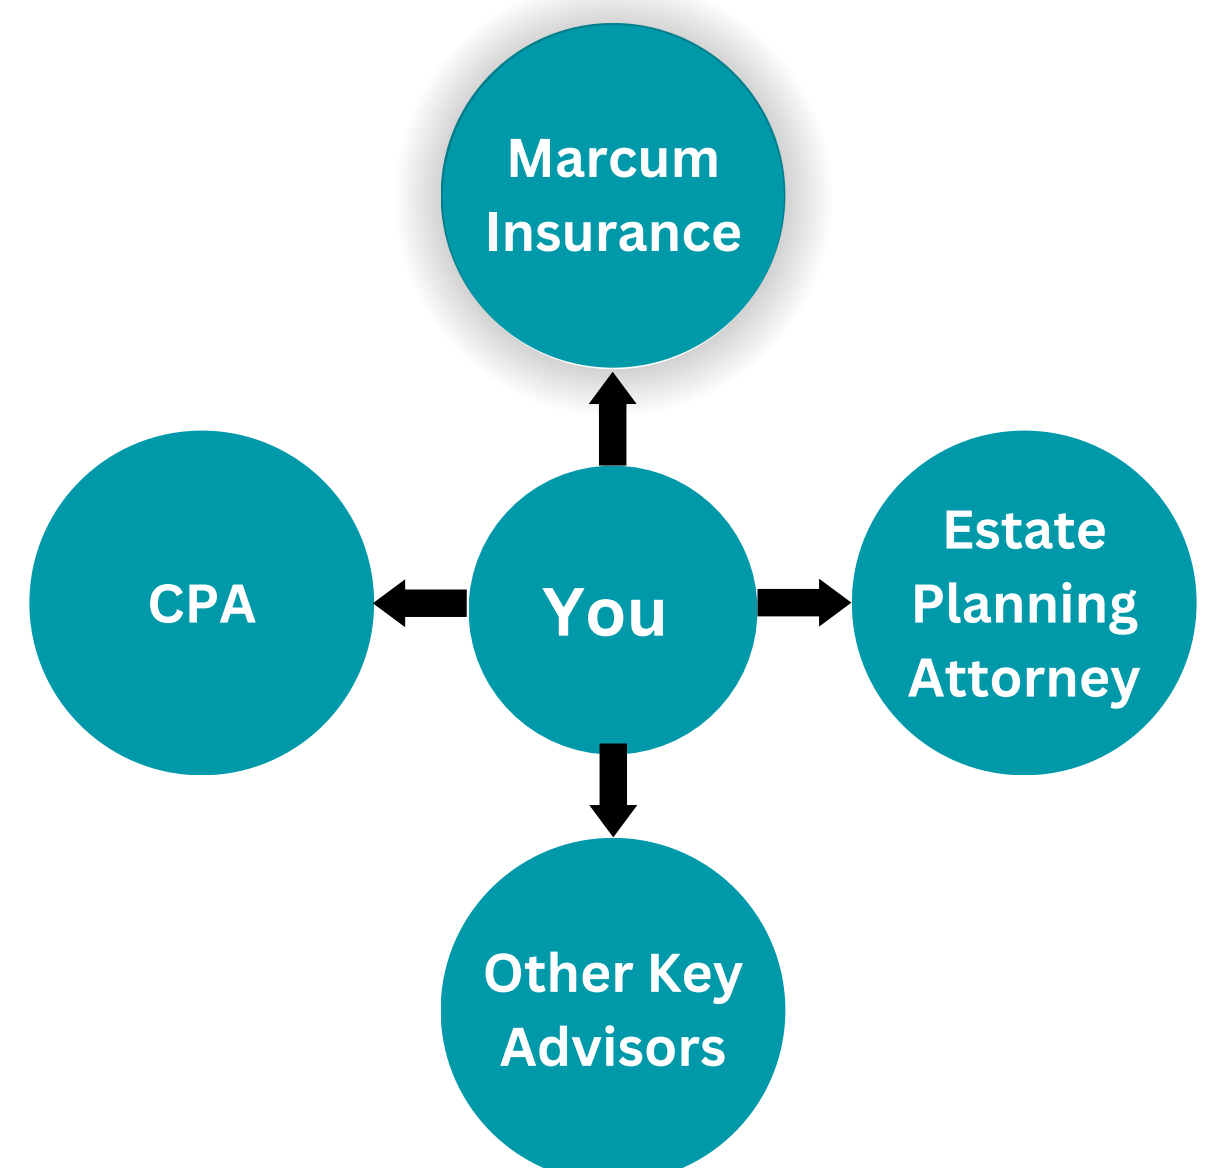 Marcum
Insurance
CPA
You
Estate
Planning
Attorney
Other Key
Advisors